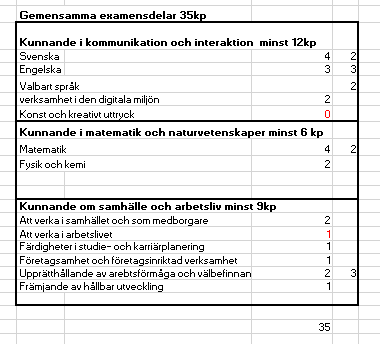 Gemensamma examensdelar 35kp
Kunnande i kommunikation och interaktion minst 12kp
Svenska 4 2
Engelska 3 3
Valbart språk 2
verksamhet i den digitala miljön 2
Konst och kreativt uttryck 0
Kunnande i matematik och naturvetenskaper minst 6 kp
Matematik 4 2
Fysik och kemi 2
Kunnande om samhälle och arbetsliv minst 9kp
Att verka i samhället och som medborgare 2
Att verka i arbetslivet 1
Färdigheter i studie- och karriärplanering 1
Företagsamhet och företagsinriktad verksamhet 1
Upprätthållande av arebtsförmåga och välbefinnan 2 3
Främjande av hållbar utveckling 1
35